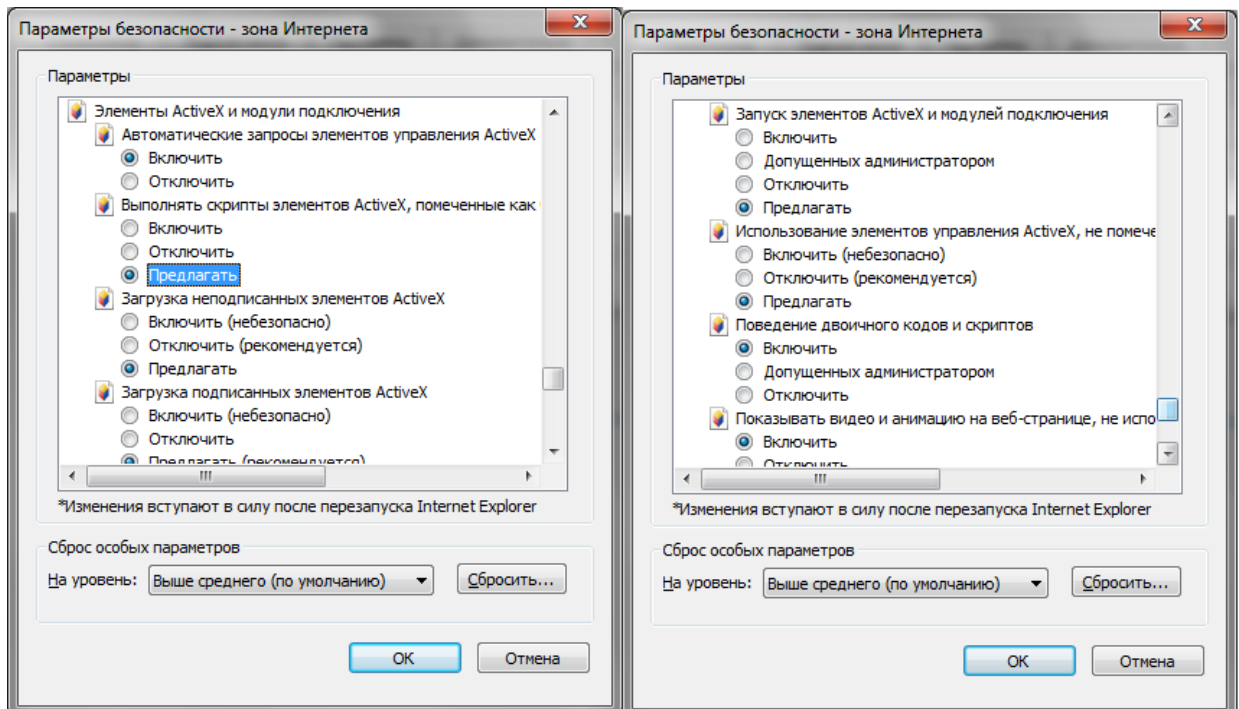 Параметры безопасности - зона Интернета
Параметры
Элементы ActiveX и модули подключения
Автоматические запросы элементов управления ActiveX
Включить
Отключить
Выполнять скрипты элементов ActiveX, помеченные как
Включить
Отключить
Предлагать
Загрузка неподписанных элементов ActiveX
Включить (небезопасно)
Отключить (рекомендуется)
Предлагать
Загрузка подписанных элементов ActiveX
Включить (небезопасно)
Отключить
Предлагать (рекомендуется)
*Изменения вступают в силу после перезапуска Internet Explorer
Сброс особых параметров
На уровень: Выше среднего (по умолчанию) Сбросить...
OK Отмена
Параметры безопасности - зона Интернета
Параметры
Запуск элементов ActiveX и модулей подключения
Включить
Допущенных администратором
Отключить
Предлагать
Использование элементов управления ActiveX, не помече
Включить (небезопасно)
Отключить (рекомендуется)
Предлагать
Поведение двоичного кодов и скриптов
Включить
Допущенных администратором
Отключить
Показывать видео и анимацию на веб-странице, не испо
Включить
Отключить
*Изменения вступают в силу после перезапуска Internet Explorer
Сброс особых параметров
На уровень: Выше среднего (по умолчанию) Сбросить...
OK Отмена